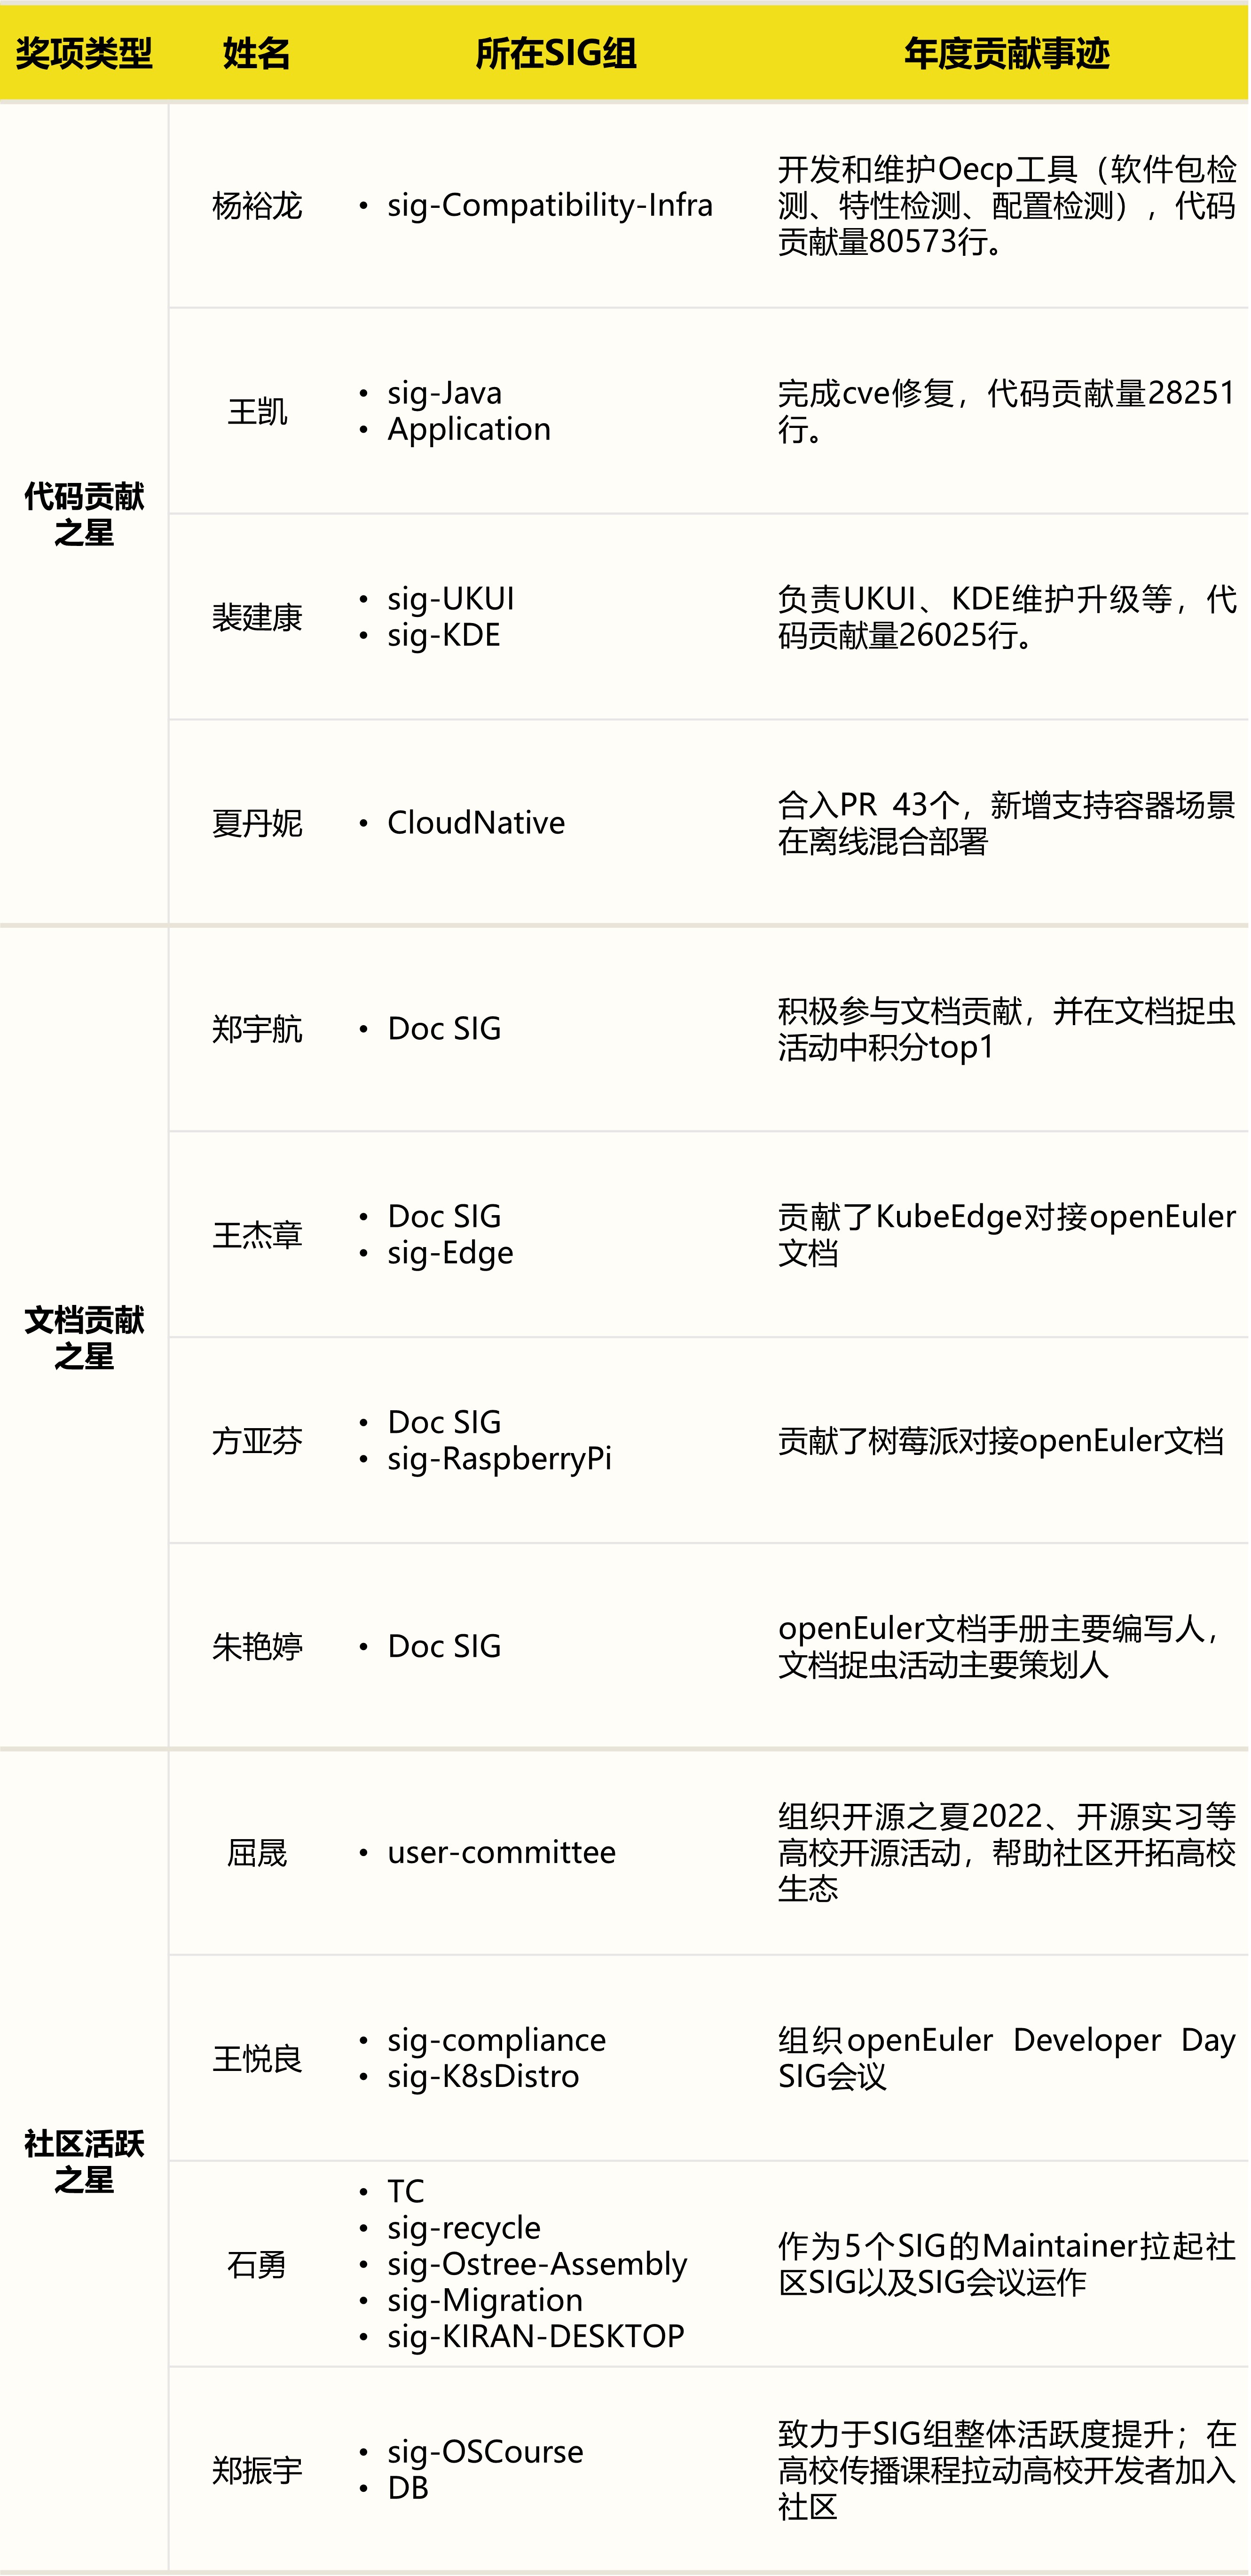 奖项类型 姓名 所在SIG组 年度贡献事迹
代码贡献
之星
杨裕龙
• sig-Compatibility-Infra
开发和维护Oecp工具（软件包检
测、特性检测、配置检测），代码
贡献量80573行。
王凯
• sig-Java
• Application
完成cve修复，代码贡献量28251
行。
裴建康
• sig-UKUI
• sig-KDE
负责UKUI、KDE维护升级等，代
码贡献量26025行。
夏丹妮
• CloudNative
合入PR 43个，新增支持容器场景
在离线混合部署
文档贡献
之星
郑宇航
• Doc SIG
积极参与文档贡献，并在文档捉虫
活动中积分top1
王杰章
• Doc SIG
• sig-Edge
贡献了KubeEdge对接openEuler
文档
方亚芬
• Doc SIG
• sig-RaspberryPi
贡献了树莓派对接openEuler文档
朱艳婷
• Doc SIG
openEuler文档手册主要编写人，
文档捉虫活动主要策划人
社区活跃
之星
屈晟
• user-committee
组织开源之夏2022、开源实习等
高校开源活动，帮助社区开拓高校
生态
王悦良
• sig-compliance
• sig-K8sDistro
组织openEuler Developer Day
SIG会议
石勇
• TC
• sig-recycle
• sig-Ostree-Assembly
• sig-Migration
• sig-KIRAN-DESKTOP
作为5个SIG的Maintainer拉起社
区SIG以及SIG会议运作
郑振宇
• sig-OSCourse
• DB
致力于SIG组整体活跃度提升；在
高校传播课程拉动高校开发者加入
社区